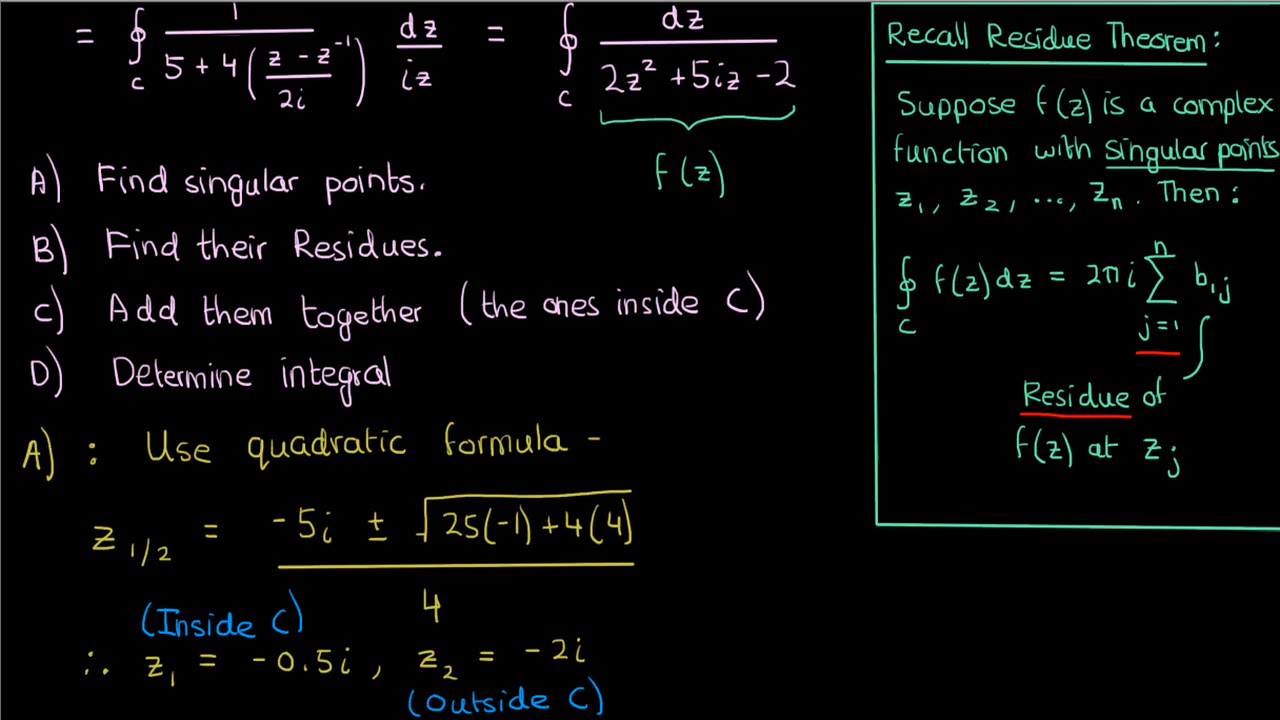 = ∮_C 1/(5 + 4((z - z⁻¹)/2i)) dz/iz = ∮_C dz/(2z² + 5iz - 2)
f(z)
A) Find singular points.
B) Find their Residues.
C) Add them together (the ones inside C)
D) Determine integral
A) : Use quadratic formula -
z_1/2 = (-5i ± √(25(-1) + 4(4)))/4
(Inside C)
∴ z₁ = -0.5i, z₂ = -2i
(Outside C)
Recall Residue Theorem:
Suppose f(z) is a complex
function with singular points
z₁, z₂, ..., zₙ. Then:
∮_C f(z)dz = 2πi ∑_{j=1}^{n} b_{1,j}
Residue of
f(z) at z_j